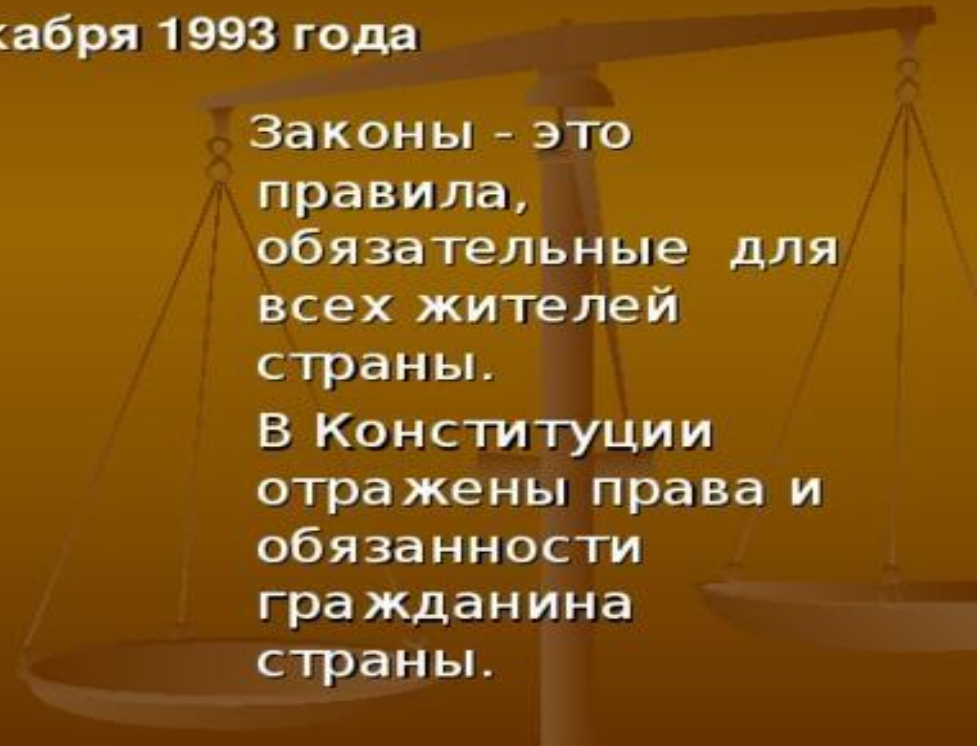 кабря 1993 года
Законы - это
правила,
обязательные для
всех жителей
страны.
В Конституции
отражены права и
обязанности
гражданина
страны.